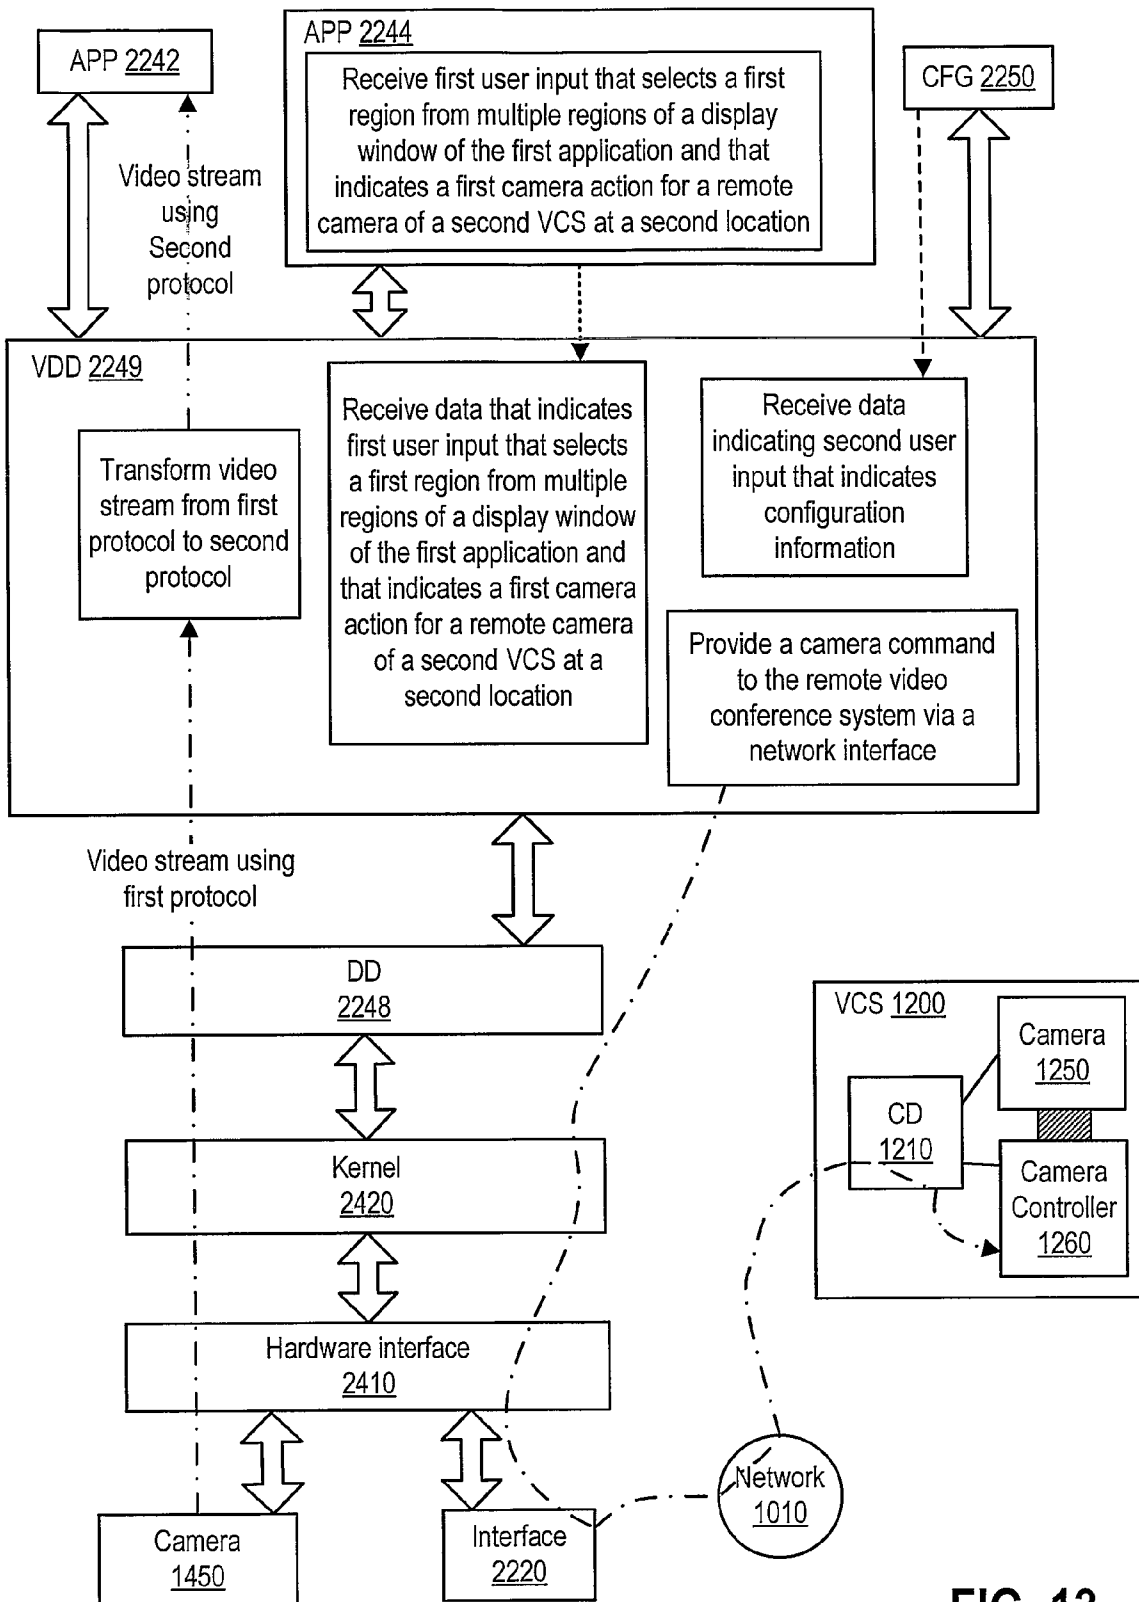 APP 2242
APP 2244
Receive first user input that selects a first
region from multiple regions of a display
window of the first application and that
indicates a first camera action for a remote
camera of a second VCS at a second location
CFG 2250
Video stream
using
Second
protocol
VDD 2249
Transform video
stream from first
protocol to second
protocol
Receive data that indicates
first user input that selects
a first region from multiple
regions of a display window
of the first application and
that indicates a first camera
action for a remote camera
of a second VCS at a
second location
Receive data
indicating second user
input that indicates
configuration
information
Provide a camera command
to the remote video
conference system via a
network interface
Video stream using
first protocol
DD
2248
Kernel
2420
Hardware interface
2410
Camera
1450
Interface
2220
Network
1010
VCS 1200
CD
1210
Camera
1250
Camera
Controller
1260